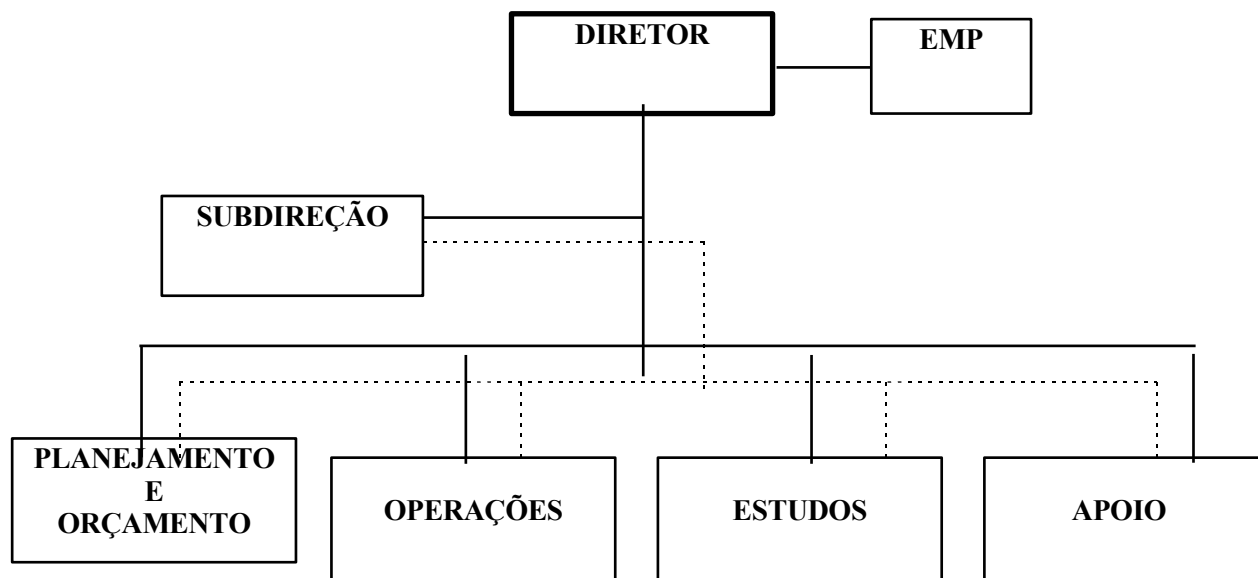 DIRETOR
EMP
SUBDIREÇÃO
PLANEJAMENTO
E
ORÇAMENTO
OPERAÇÕES
ESTUDOS
APOIO